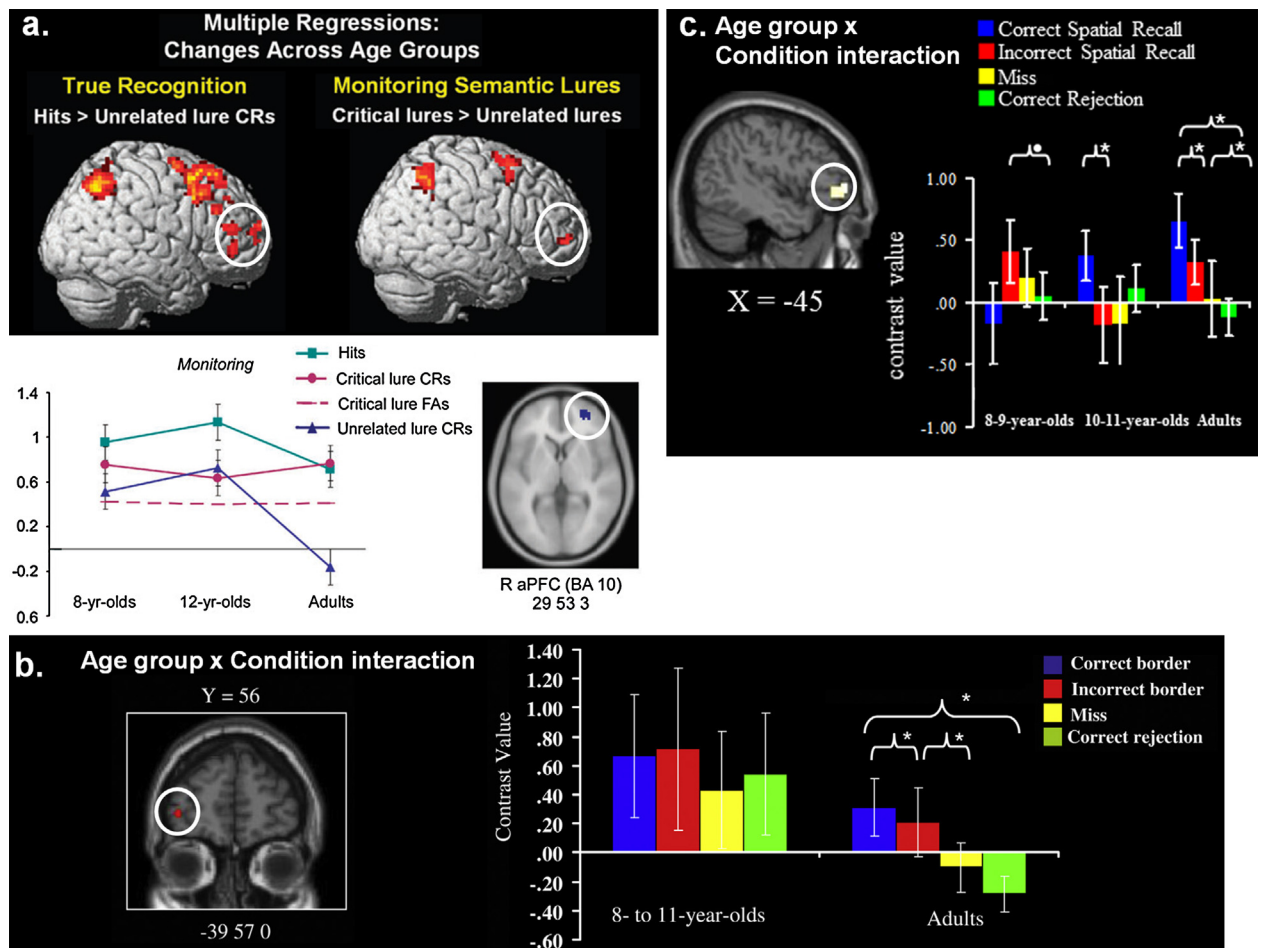 a.
Multiple Regressions:
Changes Across Age Groups
True Recognition
Hits > Unrelated lure CRs
Monitoring Semantic Lures
Critical lures > Unrelated lures
Monitoring
Hits
Critical lure CRs
Critical lure FAs
Unrelated lure CRs
1.4
1
0.6
0.2
-0.2
0.6
8-yr-olds
12-yr-olds
Adults
R aPFC (BA 10)
29 53 3
c. Age group x
Condition interaction
Correct Spatial Recall
Incorrect Spatial Recall
Miss
Correct Rejection
X = -45
*
*
*
*
contrast value
1.00
.50
.00
-.50
-1.00
8-9-year-olds 10-11-year-olds Adults
b. Age group x Condition interaction
Y = 56
-39 57 0
Contrast Value
1.40
1.20
1.00
.80
.60
.40
.20
.00
-.20
-.40
-.60
8- to 11-year-olds
Adults
*
*
*
Correct border
Incorrect border
Miss
Correct rejection